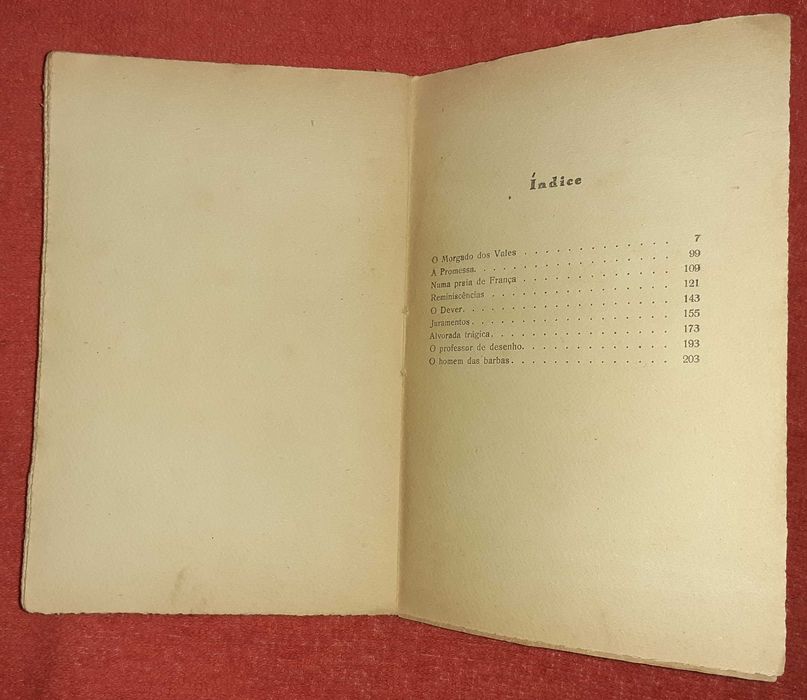 Índice
O Morgado dos Vales . . . . . . . . . . . . . 7
A Promessa. . . . . . . . . . . . . . . . 99
Numa praia de França . . . . . . . . . . . . . 109
Reminiscências . . . . . . . . . . . . . . . 121
O Dever. . . . . . . . . . . . . . . . . 143
Juramentos. . . . . . . . . . . . . . . . 155
Alvorada trágica. . . . . . . . . . . . . . . 173
O professor de desenho. . . . . . . . . . . . . 193
O homem das barbas. . . . . . . . . . . . . . 203